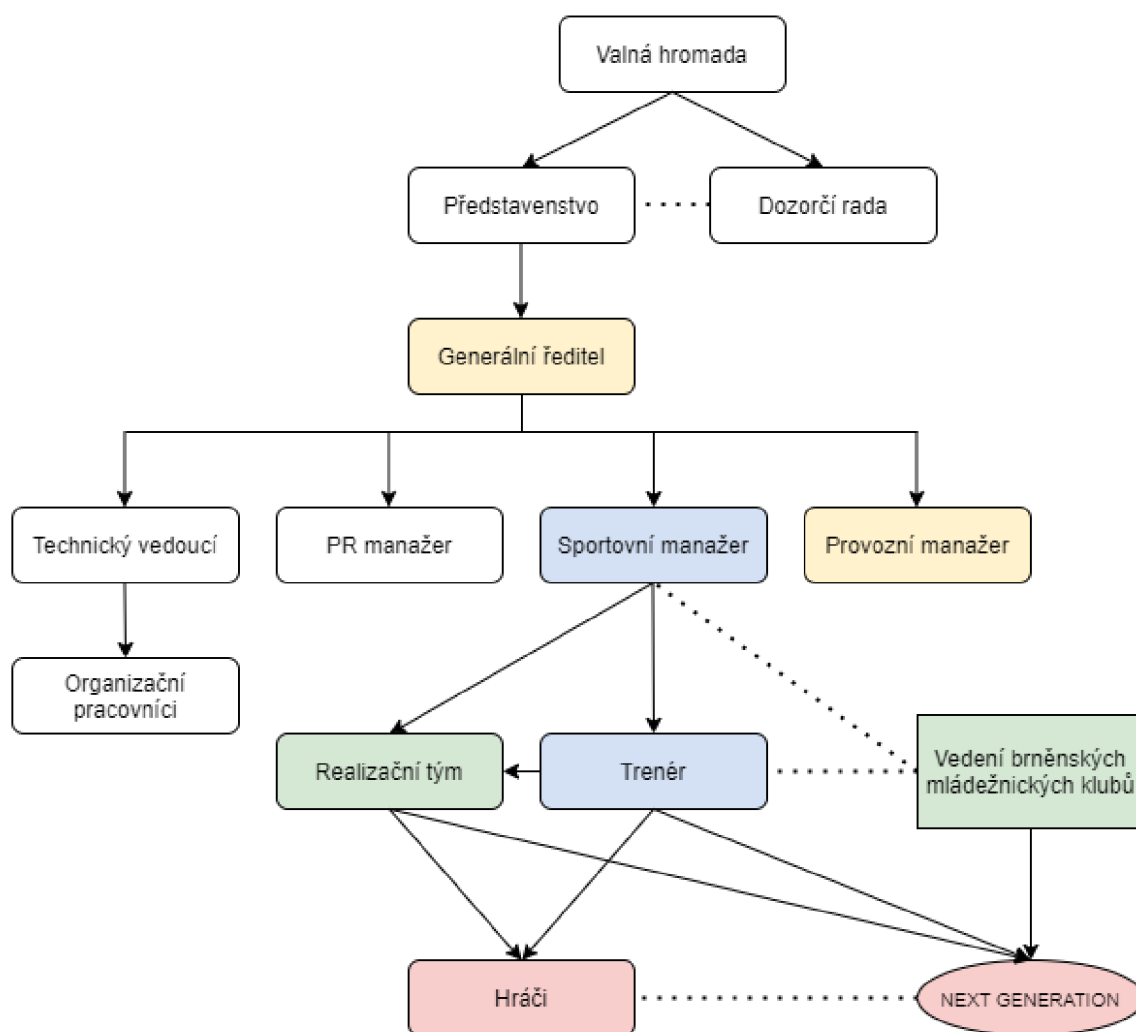 Valná hromada
Představenstvo
Dozorčí rada
Generální ředitel
Technický vedoucí
PR manažer
Sportovní manažer
Provozní manažer
Organizační
pracovníci
Realizační tým
Trenér
Vedení brněnských
mládežnických klubů
Hráči
NEXT GENERATION